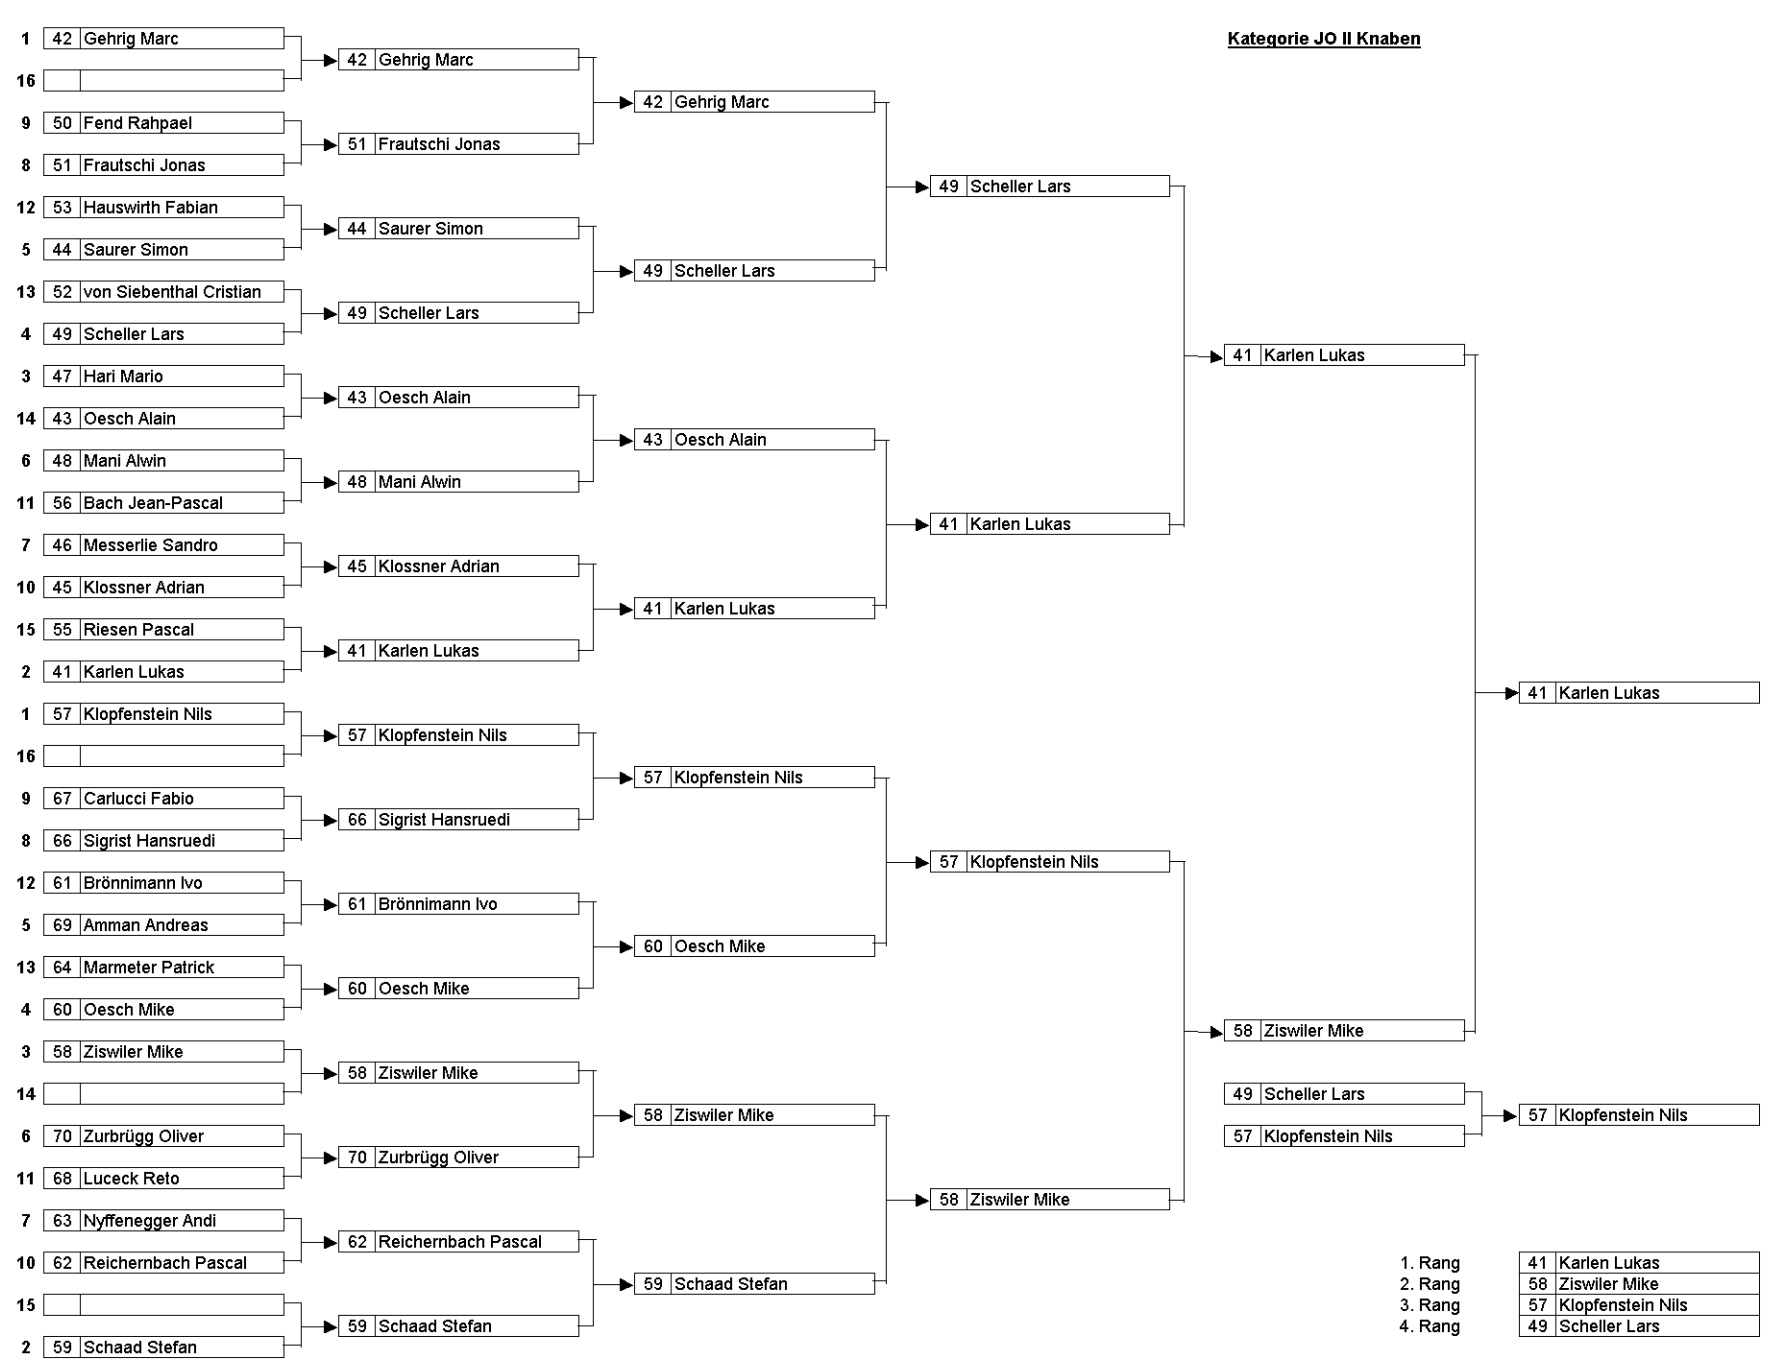 Kategorie JO II Knaben
1 42 Gehrig Marc
16
9 50 Fend Rahpael
8 51 Frautschi Jonas
12 53 Hauswirth Fabian
5 44 Saurer Simon
13 52 von Siebenthal Cristian
4 49 Scheller Lars
3 47 Hari Mario
14 43 Oesch Alain
6 48 Mani Alwin
11 56 Bach Jean-Pascal
7 46 Messerlie Sandro
10 45 Klossner Adrian
15 55 Riesen Pascal
2 41 Karlen Lukas
1 57 Klopfenstein Nils
16
9 67 Carlucci Fabio
8 66 Sigrist Hansruedi
12 61 Brönnimann Ivo
5 69 Amman Andreas
13 64 Marmeter Patrick
4 60 Oesch Mike
3 58 Ziswiler Mike
14
6 70 Zurbrügg Oliver
11 68 Luceck Reto
7 63 Nyffenegger Andi
10 62 Reichernbach Pascal
15
2 59 Schaad Stefan
42 Gehrig Marc
51 Frautschi Jonas
44 Saurer Simon
49 Scheller Lars
43 Oesch Alain
48 Mani Alwin
45 Klossner Adrian
41 Karlen Lukas
57 Klopfenstein Nils
66 Sigrist Hansruedi
61 Brönnimann Ivo
60 Oesch Mike
58 Ziswiler Mike
70 Zurbrügg Oliver
62 Reichernbach Pascal
59 Schaad Stefan
42 Gehrig Marc
49 Scheller Lars
43 Oesch Alain
41 Karlen Lukas
57 Klopfenstein Nils
60 Oesch Mike
58 Ziswiler Mike
59 Schaad Stefan
49 Scheller Lars
41 Karlen Lukas
57 Klopfenstein Nils
58 Ziswiler Mike
41 Karlen Lukas
58 Ziswiler Mike
41 Karlen Lukas
49 Scheller Lars
57 Klopfenstein Nils
57 Klopfenstein Nils
1. Rang 41 Karlen Lukas
2. Rang 58 Ziswiler Mike
3. Rang 57 Klopfenstein Nils
4. Rang 49 Scheller Lars